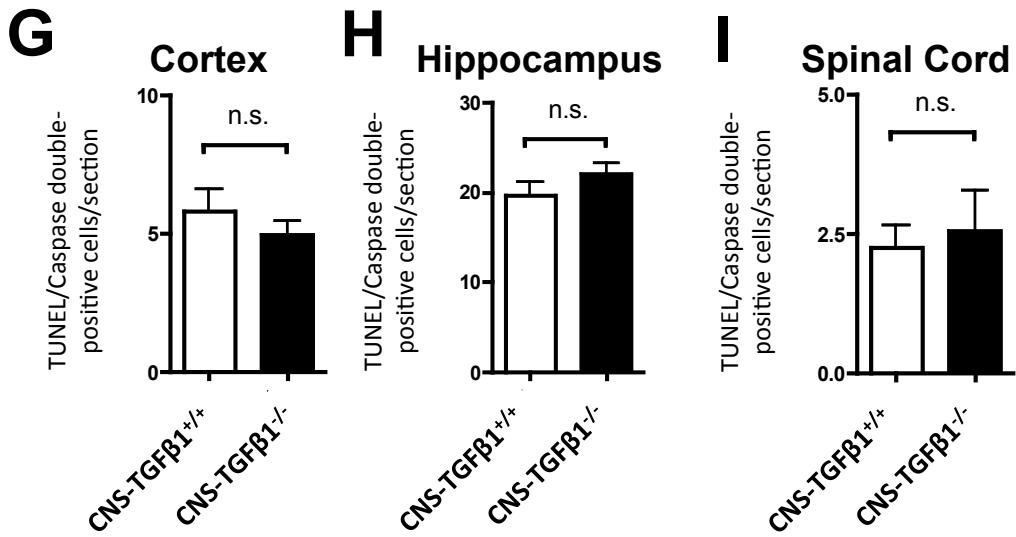 G
Cortex
TUNEL/Caspase double-
positive cells/section
10
5
0
n.s.
CNS-TGFβ1+/+
CNS-TGFβ1-/-
H
Hippocampus
TUNEL/Caspase double-
positive cells/section
30
20
10
0
n.s.
CNS-TGFβ1+/+
CNS-TGFβ1-/-
I
Spinal Cord
TUNEL/Caspase double-
positive cells/section
5.0
2.5
0.0
n.s.
CNS-TGFβ1+/+
CNS-TGFβ1-/-